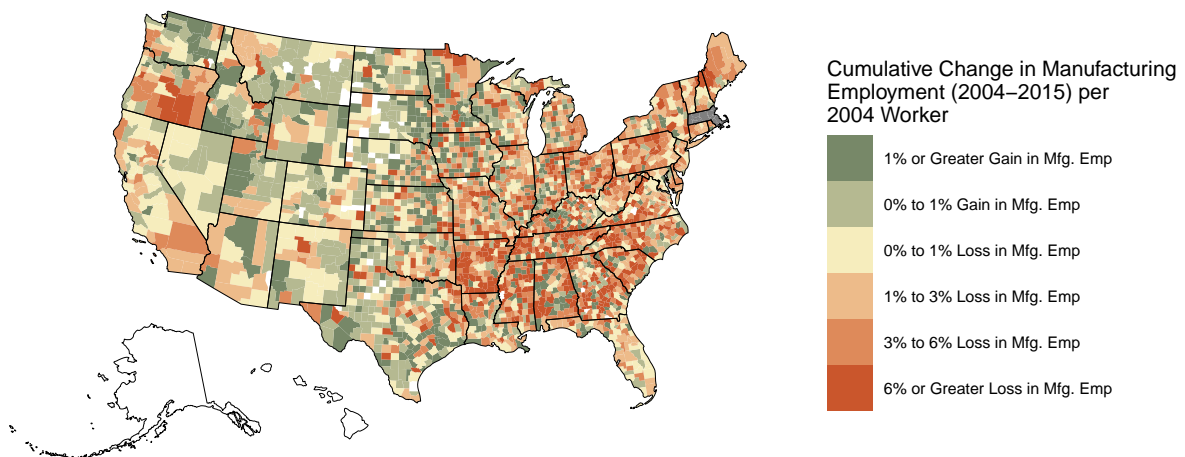 Cumulative Change in Manufacturing
Employment (2004–2015) per
2004 Worker
1% or Greater Gain in Mfg. Emp
0% to 1% Gain in Mfg. Emp
0% to 1% Loss in Mfg. Emp
1% to 3% Loss in Mfg. Emp
3% to 6% Loss in Mfg. Emp
6% or Greater Loss in Mfg. Emp